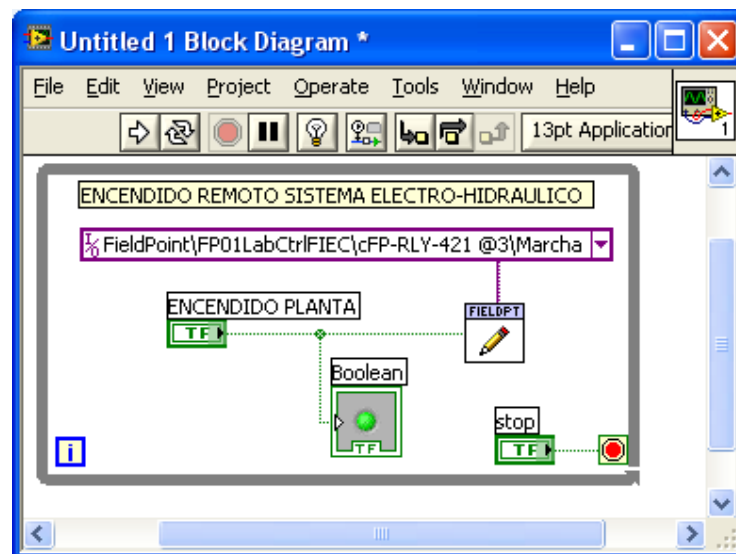 Untitled 1 Block Diagram *
File Edit View Project Operate Tools Window Help
13pt Application
1
ENCENDIDO REMOTO SISTEMA ELECTRO-HIDRAULICO
I/O FieldPoint\FP01LabCtrlFIEC\cFP-RLY-421 @3\Marcha
ENCENDIDO PLANTA
TF
FIELDPT
Boolean
TF
stop
TF
i